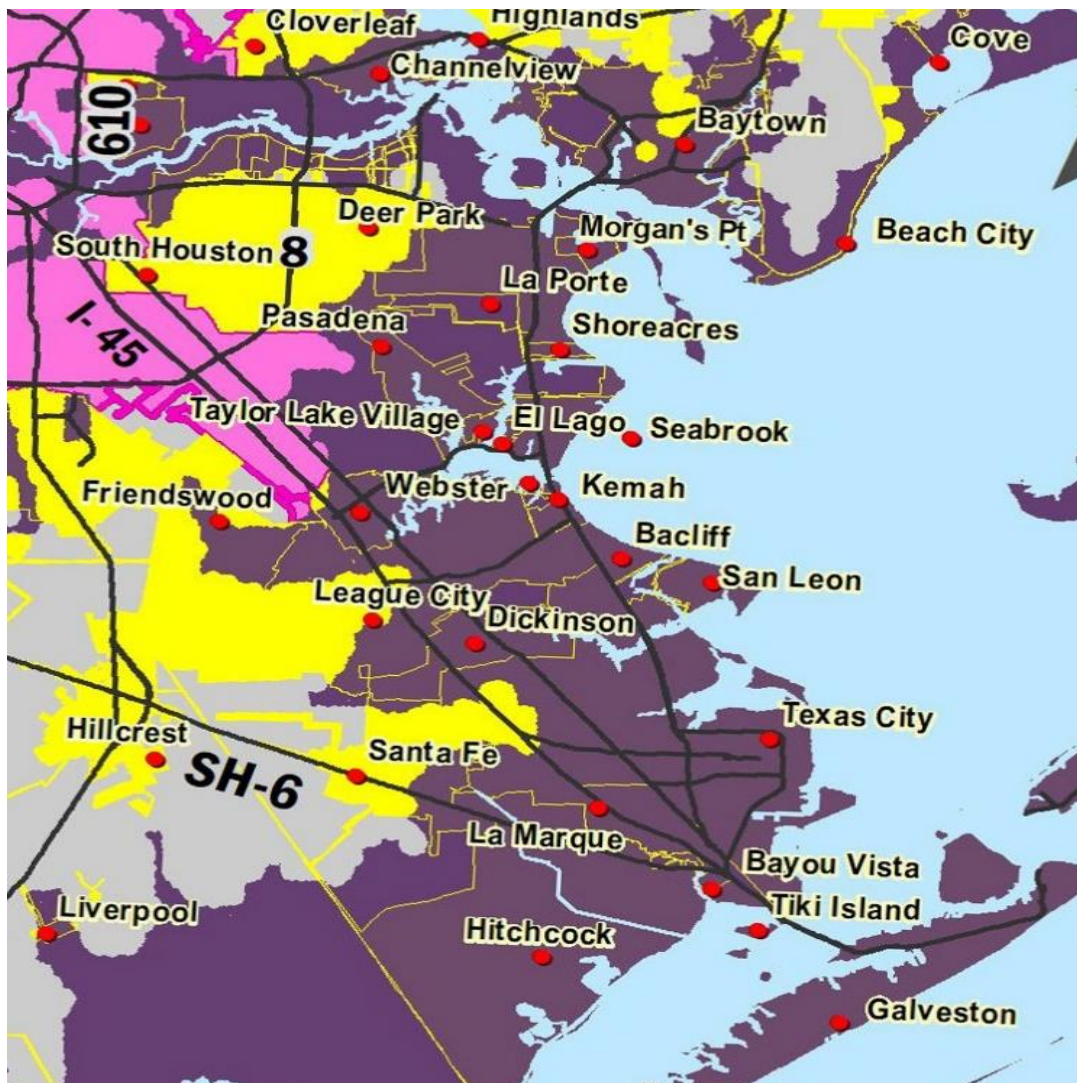 Cloverleaf
Highlands
Cove
Channelview
610
Baytown
Deer Park
Morgan's Pt
Beach City
South Houston
8
La Porte
I-45
Pasadena
Shoreacres
Taylor Lake Village
El Lago
Seabrook
Friendswood
Webster
Kemah
Bacliff
San Leon
League City
Dickinson
Texas City
Hillcrest
SH-6
Santa Fe
La Marque
Bayou Vista
Liverpool
Hitchcock
Tiki Island
Galveston